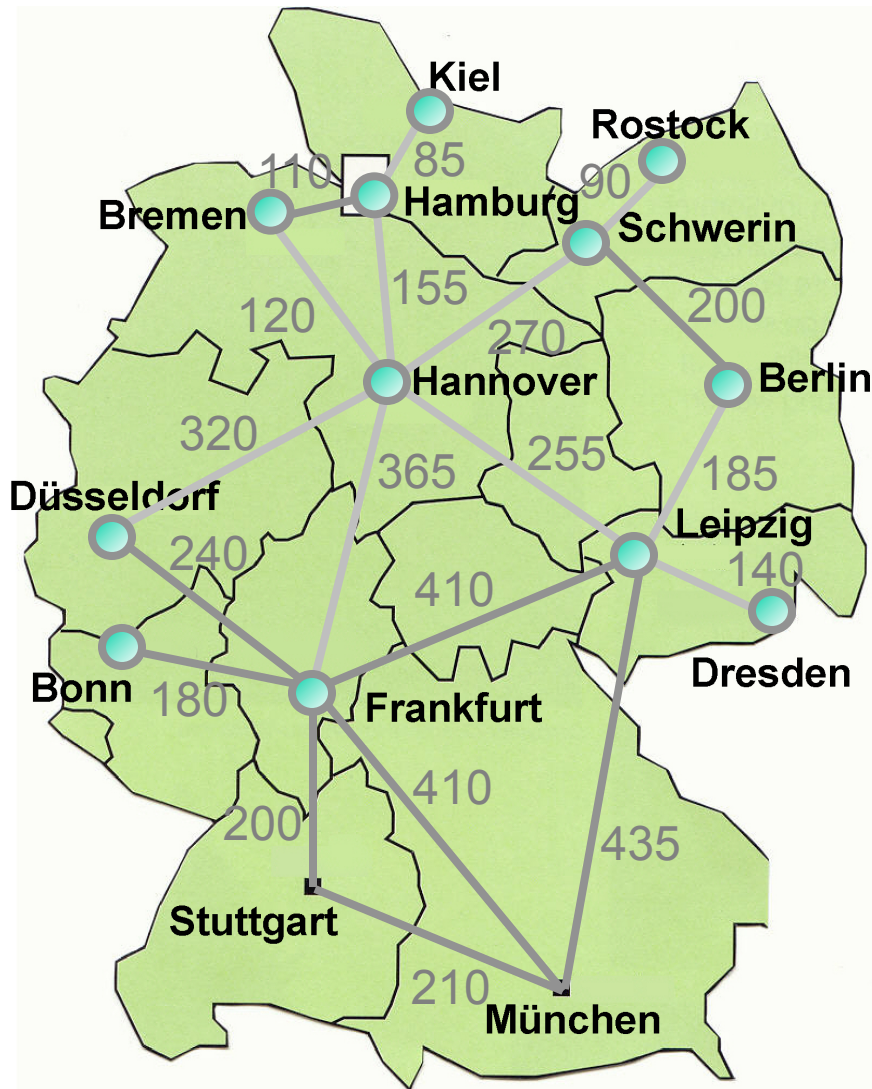 Kiel
Rostock
110
85
90
Bremen
Hamburg
Schwerin
155
200
120
270
Hannover
Berlin
320
255
365
185
Düsseldorf
Leipzig
240
140
410
Bonn
Dresden
180
Frankfurt
410
200
435
Stuttgart
210
München